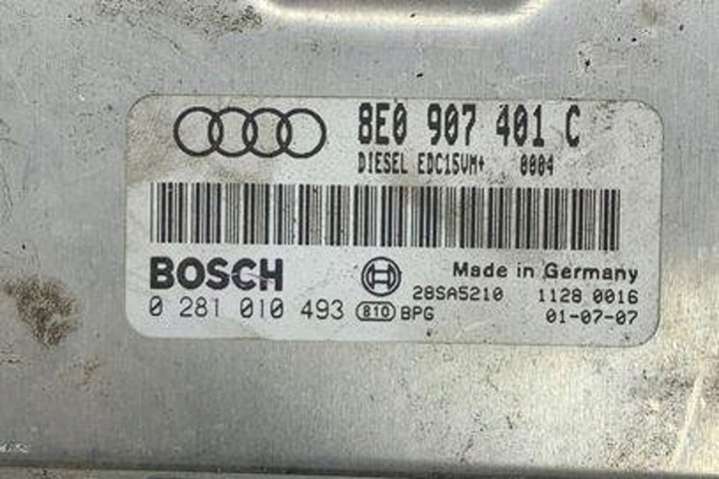 8E0 907 401 C
DIESEL EDC15VM+ 0004
BOSCH
Made in Germany
28SA5210 1128 0016
0 281 010 493 810 BPG 01-07-07